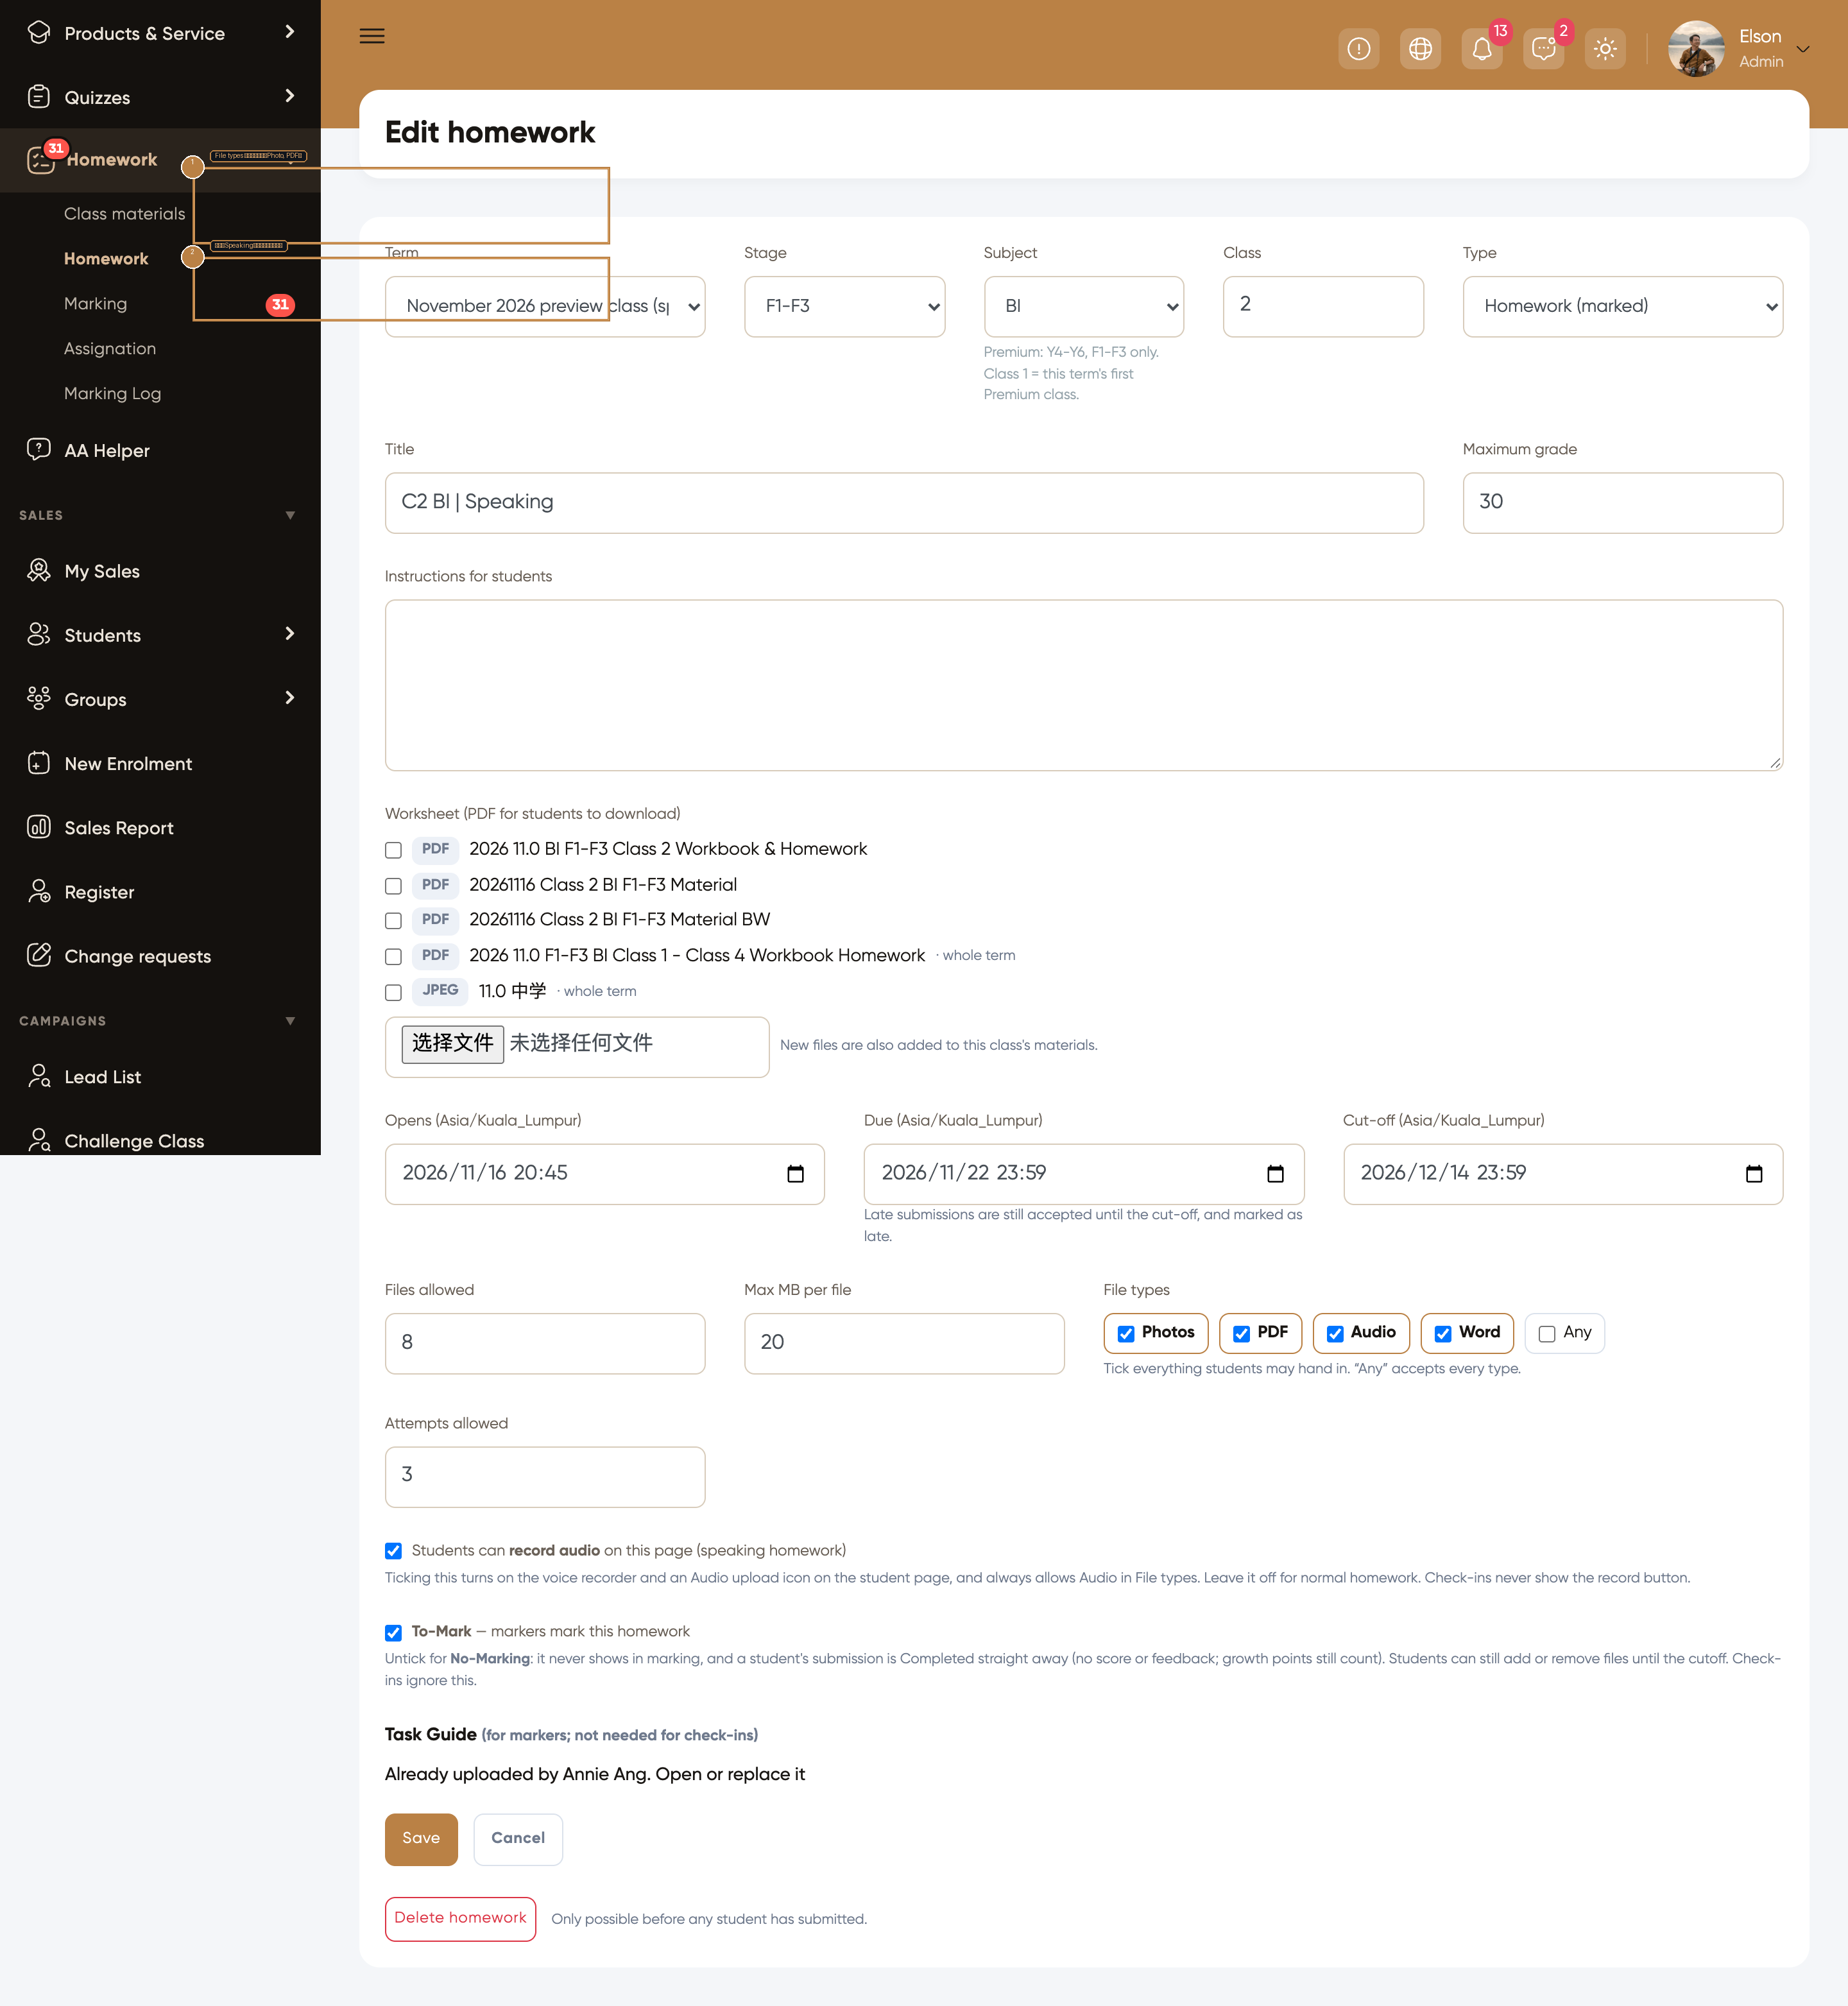 Products & Service
Quizzes
31
Homework
Class materials
Homework
Marking
31
Assignation
Marking Log
AA Helper
SALES
My Sales
Students
Groups
New Enrolment
Sales Report
Register
Change requests
CAMPAIGNS
Lead List
Challenge Class
13
2
Elson
Admin
1
File types
Photo, PDF
2
Speaking
Edit homework
Term
November 2026 preview class (s
Stage
F1-F3
Subject
BI
Premium: Y4-Y6, F1-F3 only.
Class 1 = this term's first
Premium class.
Class
2
Type
Homework (marked)
Title
C2 BI | Speaking
Maximum grade
30
Instructions for students
Worksheet (PDF for students to download)
PDF 2026 11.0 BI F1-F3 Class 2 Workbook & Homework
PDF 20261116 Class 2 BI F1-F3 Material
PDF 20261116 Class 2 BI F1-F3 Material BW
PDF 2026 11.0 F1-F3 BI Class 1 - Class 4 Workbook Homework · whole term
JPEG 11.0 中学 · whole term
选择文件 未选择任何文件
New files are also added to this class's materials.
Opens (Asia/Kuala_Lumpur)
2026/11/16 20:45
Due (Asia/Kuala_Lumpur)
2026/11/22 23:59
Late submissions are still accepted until the cut-off, and marked as
late.
Cut-off (Asia/Kuala_Lumpur)
2026/12/14 23:59
Files allowed
8
Max MB per file
20
File types
Photos PDF Audio Word Any
Tick everything students may hand in. “Any” accepts every type.
Attempts allowed
3
Students can record audio on this page (speaking homework)
Ticking this turns on the voice recorder and an Audio upload icon on the student page, and always allows Audio in File types. Leave it off for normal homework. Check-ins never show the record button.
To-Mark — markers mark this homework
Untick for No-Marking: it never shows in marking, and a student's submission is Completed straight away (no score or feedback; growth points still count). Students can still add or remove files until the cutoff. Check-
ins ignore this.
Task Guide (for markers; not needed for check-ins)
Already uploaded by Annie Ang. Open or replace it
Save
Cancel
Delete homework
Only possible before any student has submitted.